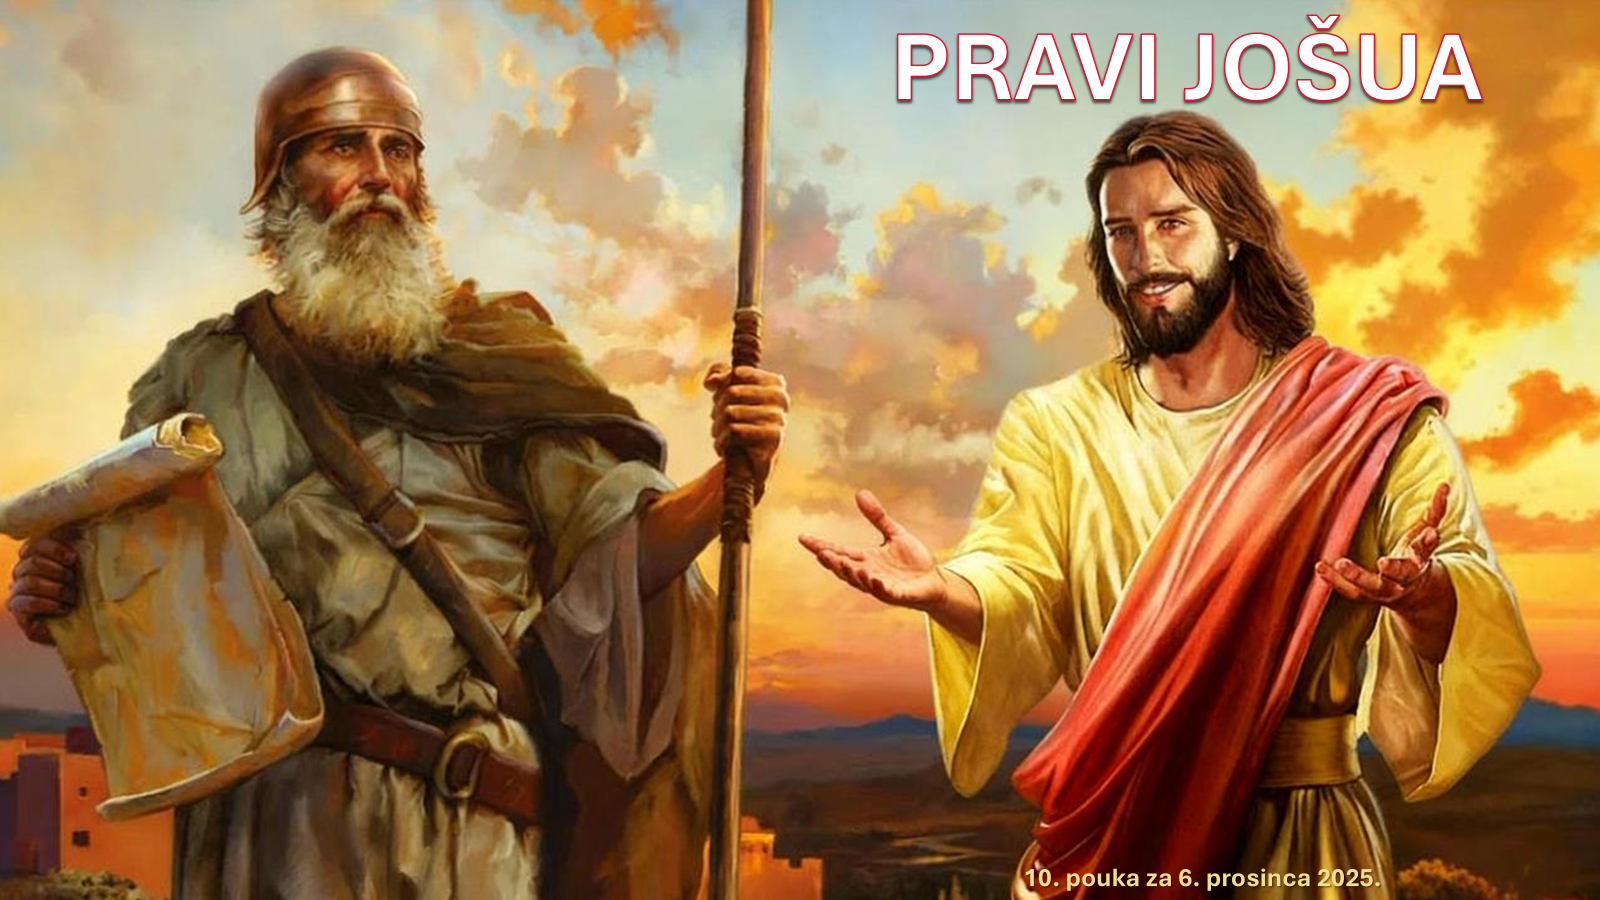 PRAVI JOŠUA
10. pouka za 6. prosinca 2025.